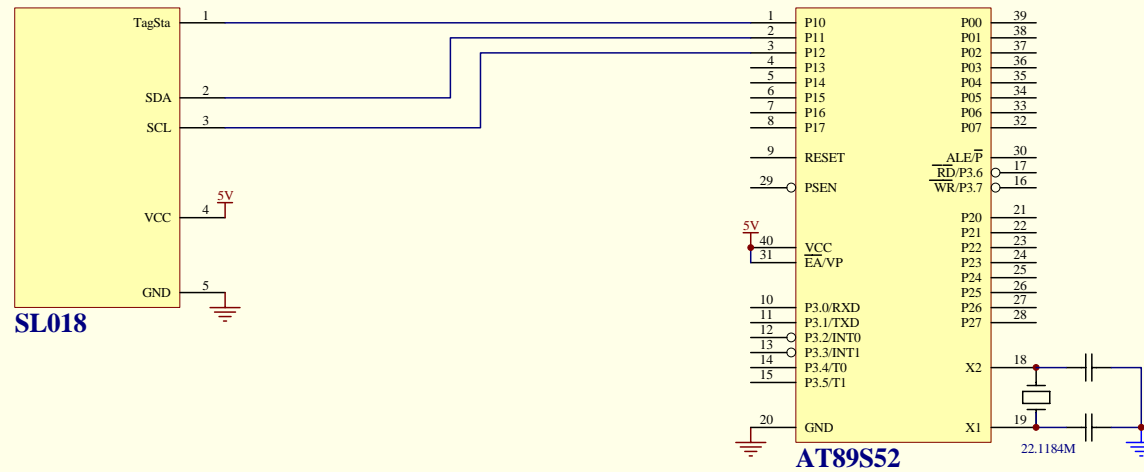 TagSta 1
SDA 2
SCL 3
5V
VCC 4
GND 5
SL018
1 P10
2 P11
3 P12
4 P13
5 P14
6 P15
7 P16
8 P17
9 RESET
29 PSEN
5V
40 VCC
31 EA/VP
10 P3.0/RXD
11 P3.1/TXD
12 P3.2/INT0
13 P3.3/INT1
14 P3.4/T0
15 P3.5/T1
20 GND
P00 39
P01 38
P02 37
P03 36
P04 35
P05 34
P06 33
P07 32
ALE/P 30
RD/P3.6 17
WR/P3.7 16
P20 21
P21 22
P22 23
P23 24
P24 25
P25 26
P26 27
P27 28
X2 18
X1 19
22.1184M
AT89S52